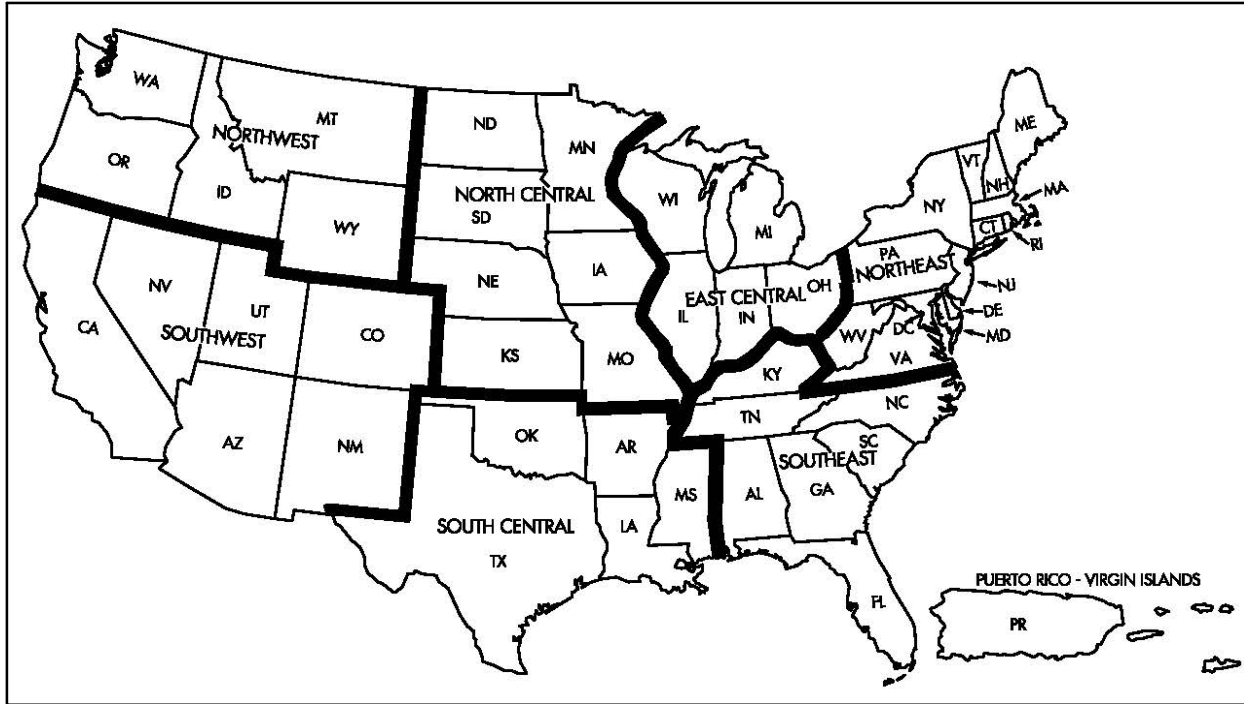 WA
MT
ND
MN
ME
NORTHWEST
OR
ID
VT
NH
MA
NORTH CENTRAL
SD
WI
NY
WY
MI
CT
RI
PA
NORTHEAST
IA
NE
OH
NJ
NV
UT
EAST CENTRAL
IL
IN
DE
CA
SOUTHWEST
CO
WV
DC
MD
KS
MO
VA
KY
NC
TN
AZ
NM
OK
AR
SC
SOUTHEAST
MS
AL
GA
SOUTH CENTRAL
LA
TX
PUERTO RICO - VIRGIN ISLANDS
FL
PR